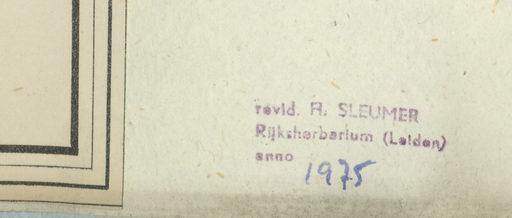 revid. H. SLEUMER
Rijksherbarium (Leiden)
anno 1975